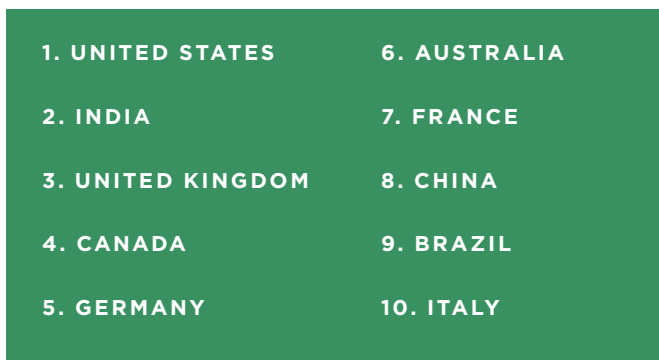 1. UNITED STATES
2. INDIA
3. UNITED KINGDOM
4. CANADA
5. GERMANY
6. AUSTRALIA
7. FRANCE
8. CHINA
9. BRAZIL
10. ITALY